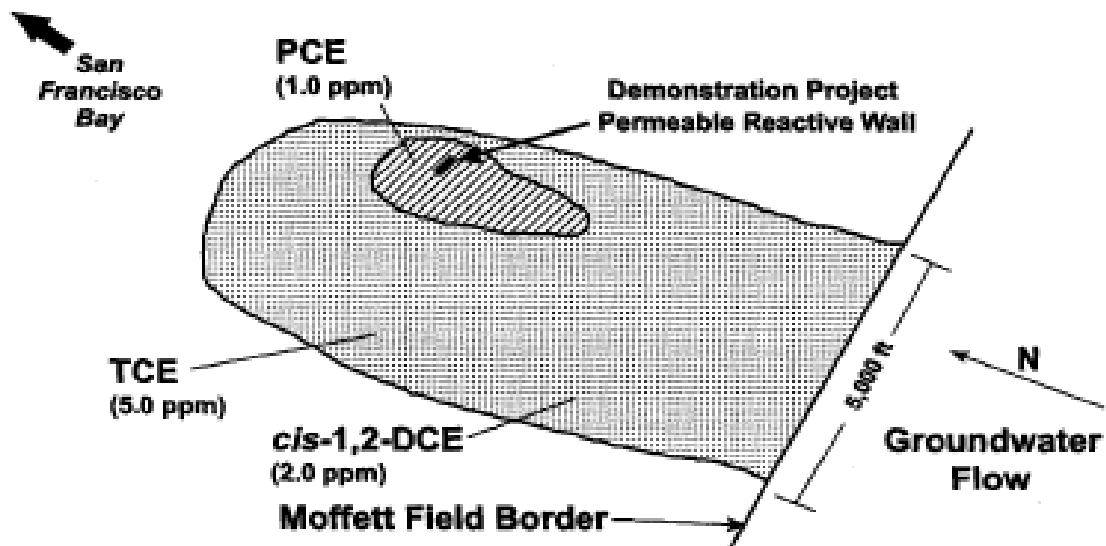 San
Francisco
Bay
PCE
(1.0 ppm)
Demonstration Project
Permeable Reactive Wall
TCE
(5.0 ppm)
cis-1,2-DCE
(2.0 ppm)
Moffett Field Border
5,000 ft
N
Groundwater
Flow